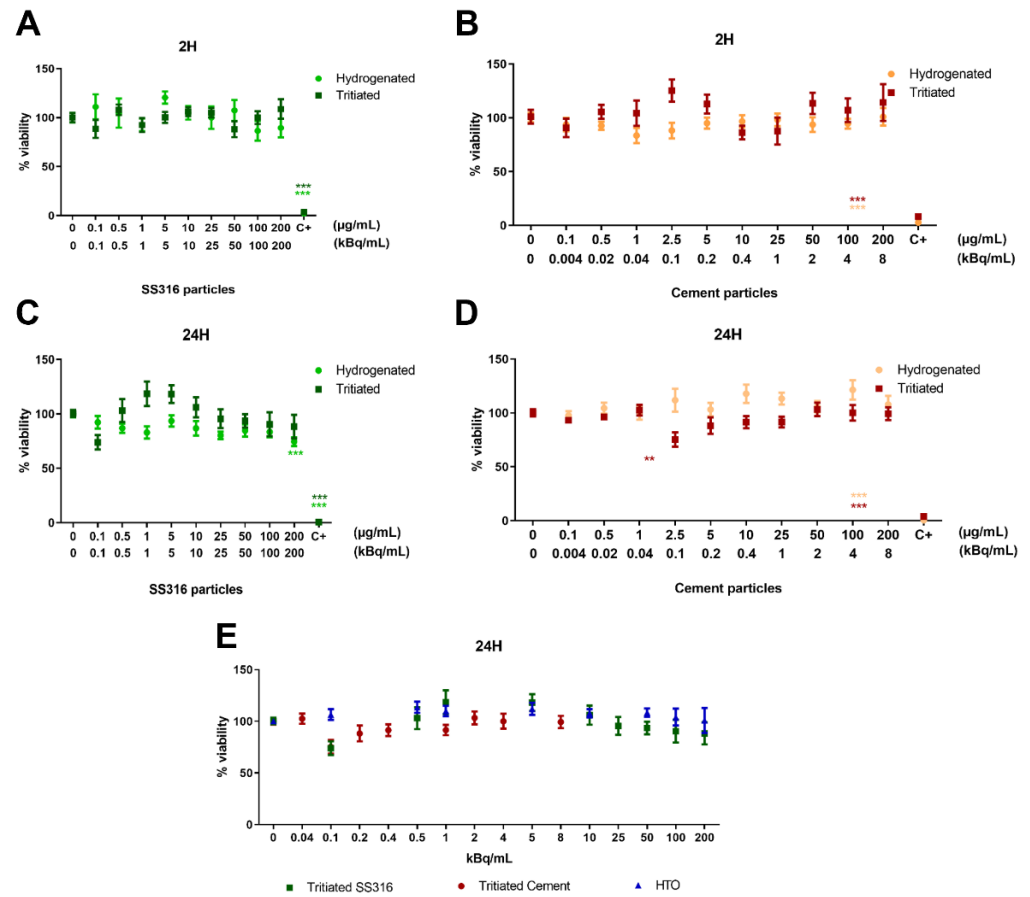 A
2H
150
100
50
0
% viability
Hydrogenated
Tritiated
***
***
0 0.1 0.5 1 5 10 25 50 100 200 C+ (µg/mL)
0 0.1 0.5 1 5 10 25 50 100 200 (kBq/mL)
SS316 particles
B
2H
150
100
50
0
% viability
Hydrogenated
Tritiated
***
***
0 0.1 0.5 1 2.5 5 10 25 50 100 200 C+ (µg/mL)
0 0.004 0.02 0.04 0.1 0.2 0.4 1 2 4 8 (kBq/mL)
Cement particles
C
24H
150
100
50
0
% viability
Hydrogenated
Tritiated
***
***
***
0 0.1 0.5 1 5 10 25 50 100 200 C+ (µg/mL)
0 0.1 0.5 1 5 10 25 50 100 200 (kBq/mL)
SS316 particles
D
24H
150
100
50
0
% viability
Hydrogenated
Tritiated
**
***
***
0 0.1 0.5 1 2.5 5 10 25 50 100 200 C+ (µg/mL)
0 0.004 0.02 0.04 0.1 0.2 0.4 1 2 4 8 (kBq/mL)
Cement particles
E
24H
150
100
50
0
% viability
0 0.04 0.1 0.2 0.4 0.5 1 2 4 5 8 10 25 50 100 200
kBq/mL
Tritiated SS316 Tritiated Cement HTO